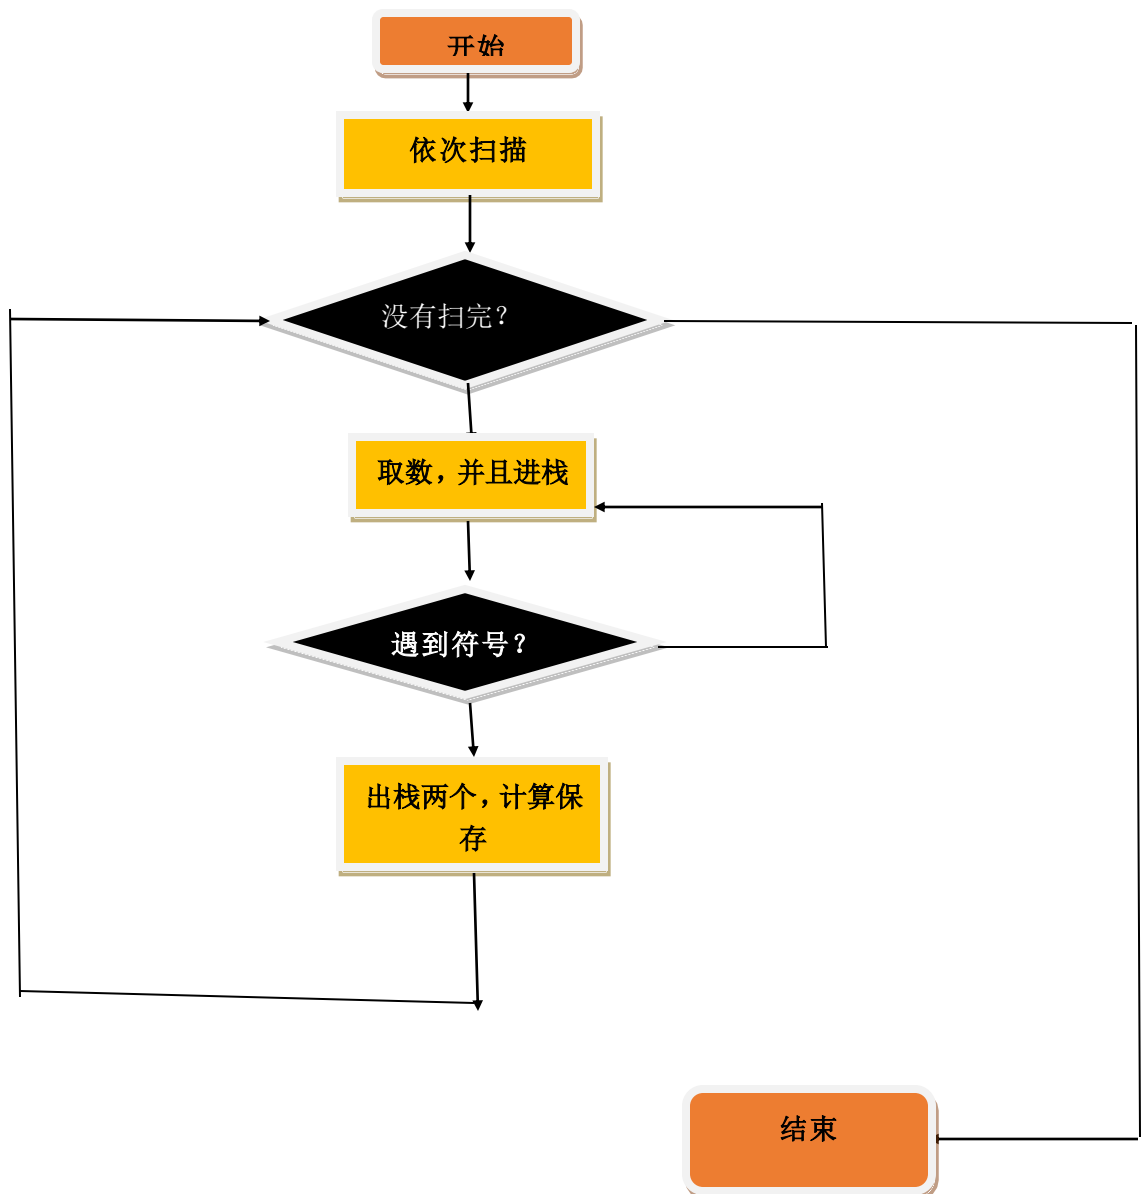 开始
依次扫描
没有扫完？
取数，并且进栈
遇到符号？
出栈两个，计算保
存
结束